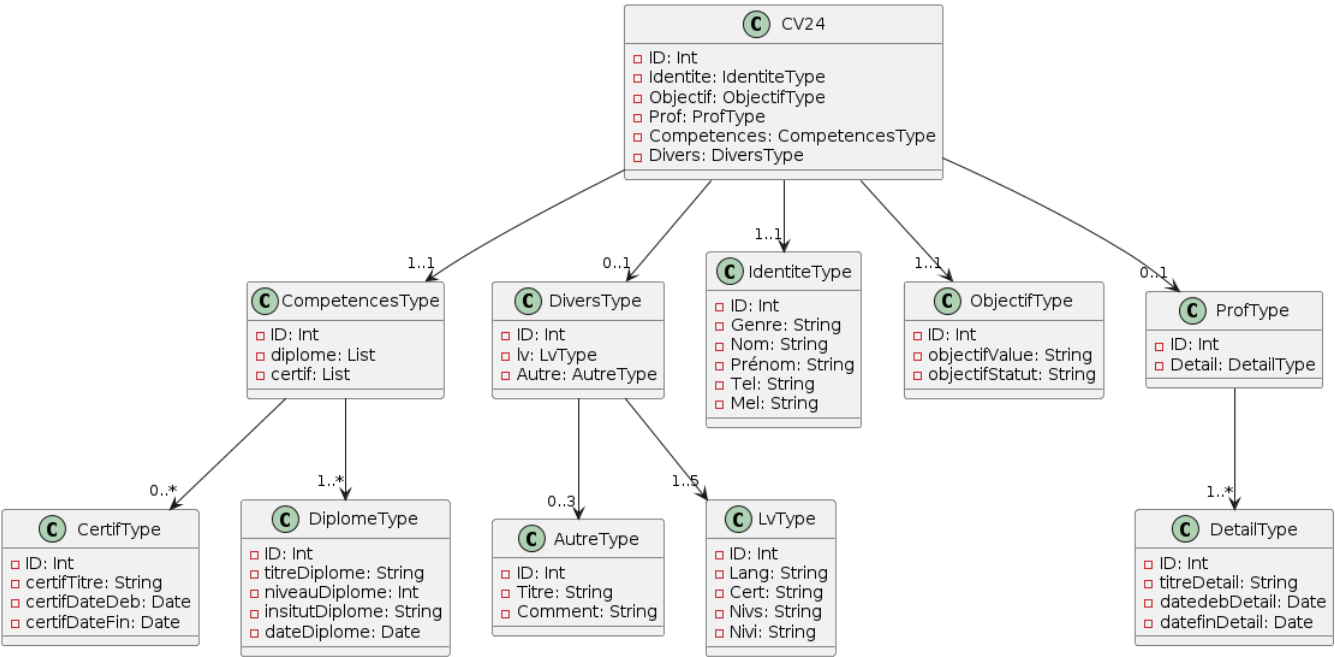 C CV24
ID: Int
Identite: IdentiteType
Objectif: ObjectifType
Prof: ProfType
Competences: CompetencesType
Divers: DiversType
1..1
0..1
1..1
1..1
0..1
C CompetencesType
ID: Int
diplome: List
certif: List
C DiversType
ID: Int
lv: LvType
Autre: AutreType
C IdentiteType
ID: Int
Genre: String
Nom: String
Prénom: String
Tel: String
Mel: String
C ObjectifType
ID: Int
objectifValue: String
objectifStatut: String
C ProfType
ID: Int
Detail: DetailType
0..*
1..*
0..3
1..5
1..*
C CertifType
ID: Int
certifTitre: String
certifDateDeb: Date
certifDateFin: Date
C DiplomeType
ID: Int
titreDiplome: String
niveauDiplome: Int
insitutDiplome: String
dateDiplome: Date
C AutreType
ID: Int
Titre: String
Comment: String
C LvType
ID: Int
Lang: String
Cert: String
Nivs: String
Nivi: String
C DetailType
ID: Int
titreDetail: String
datedebDetail: Date
datefinDetail: Date